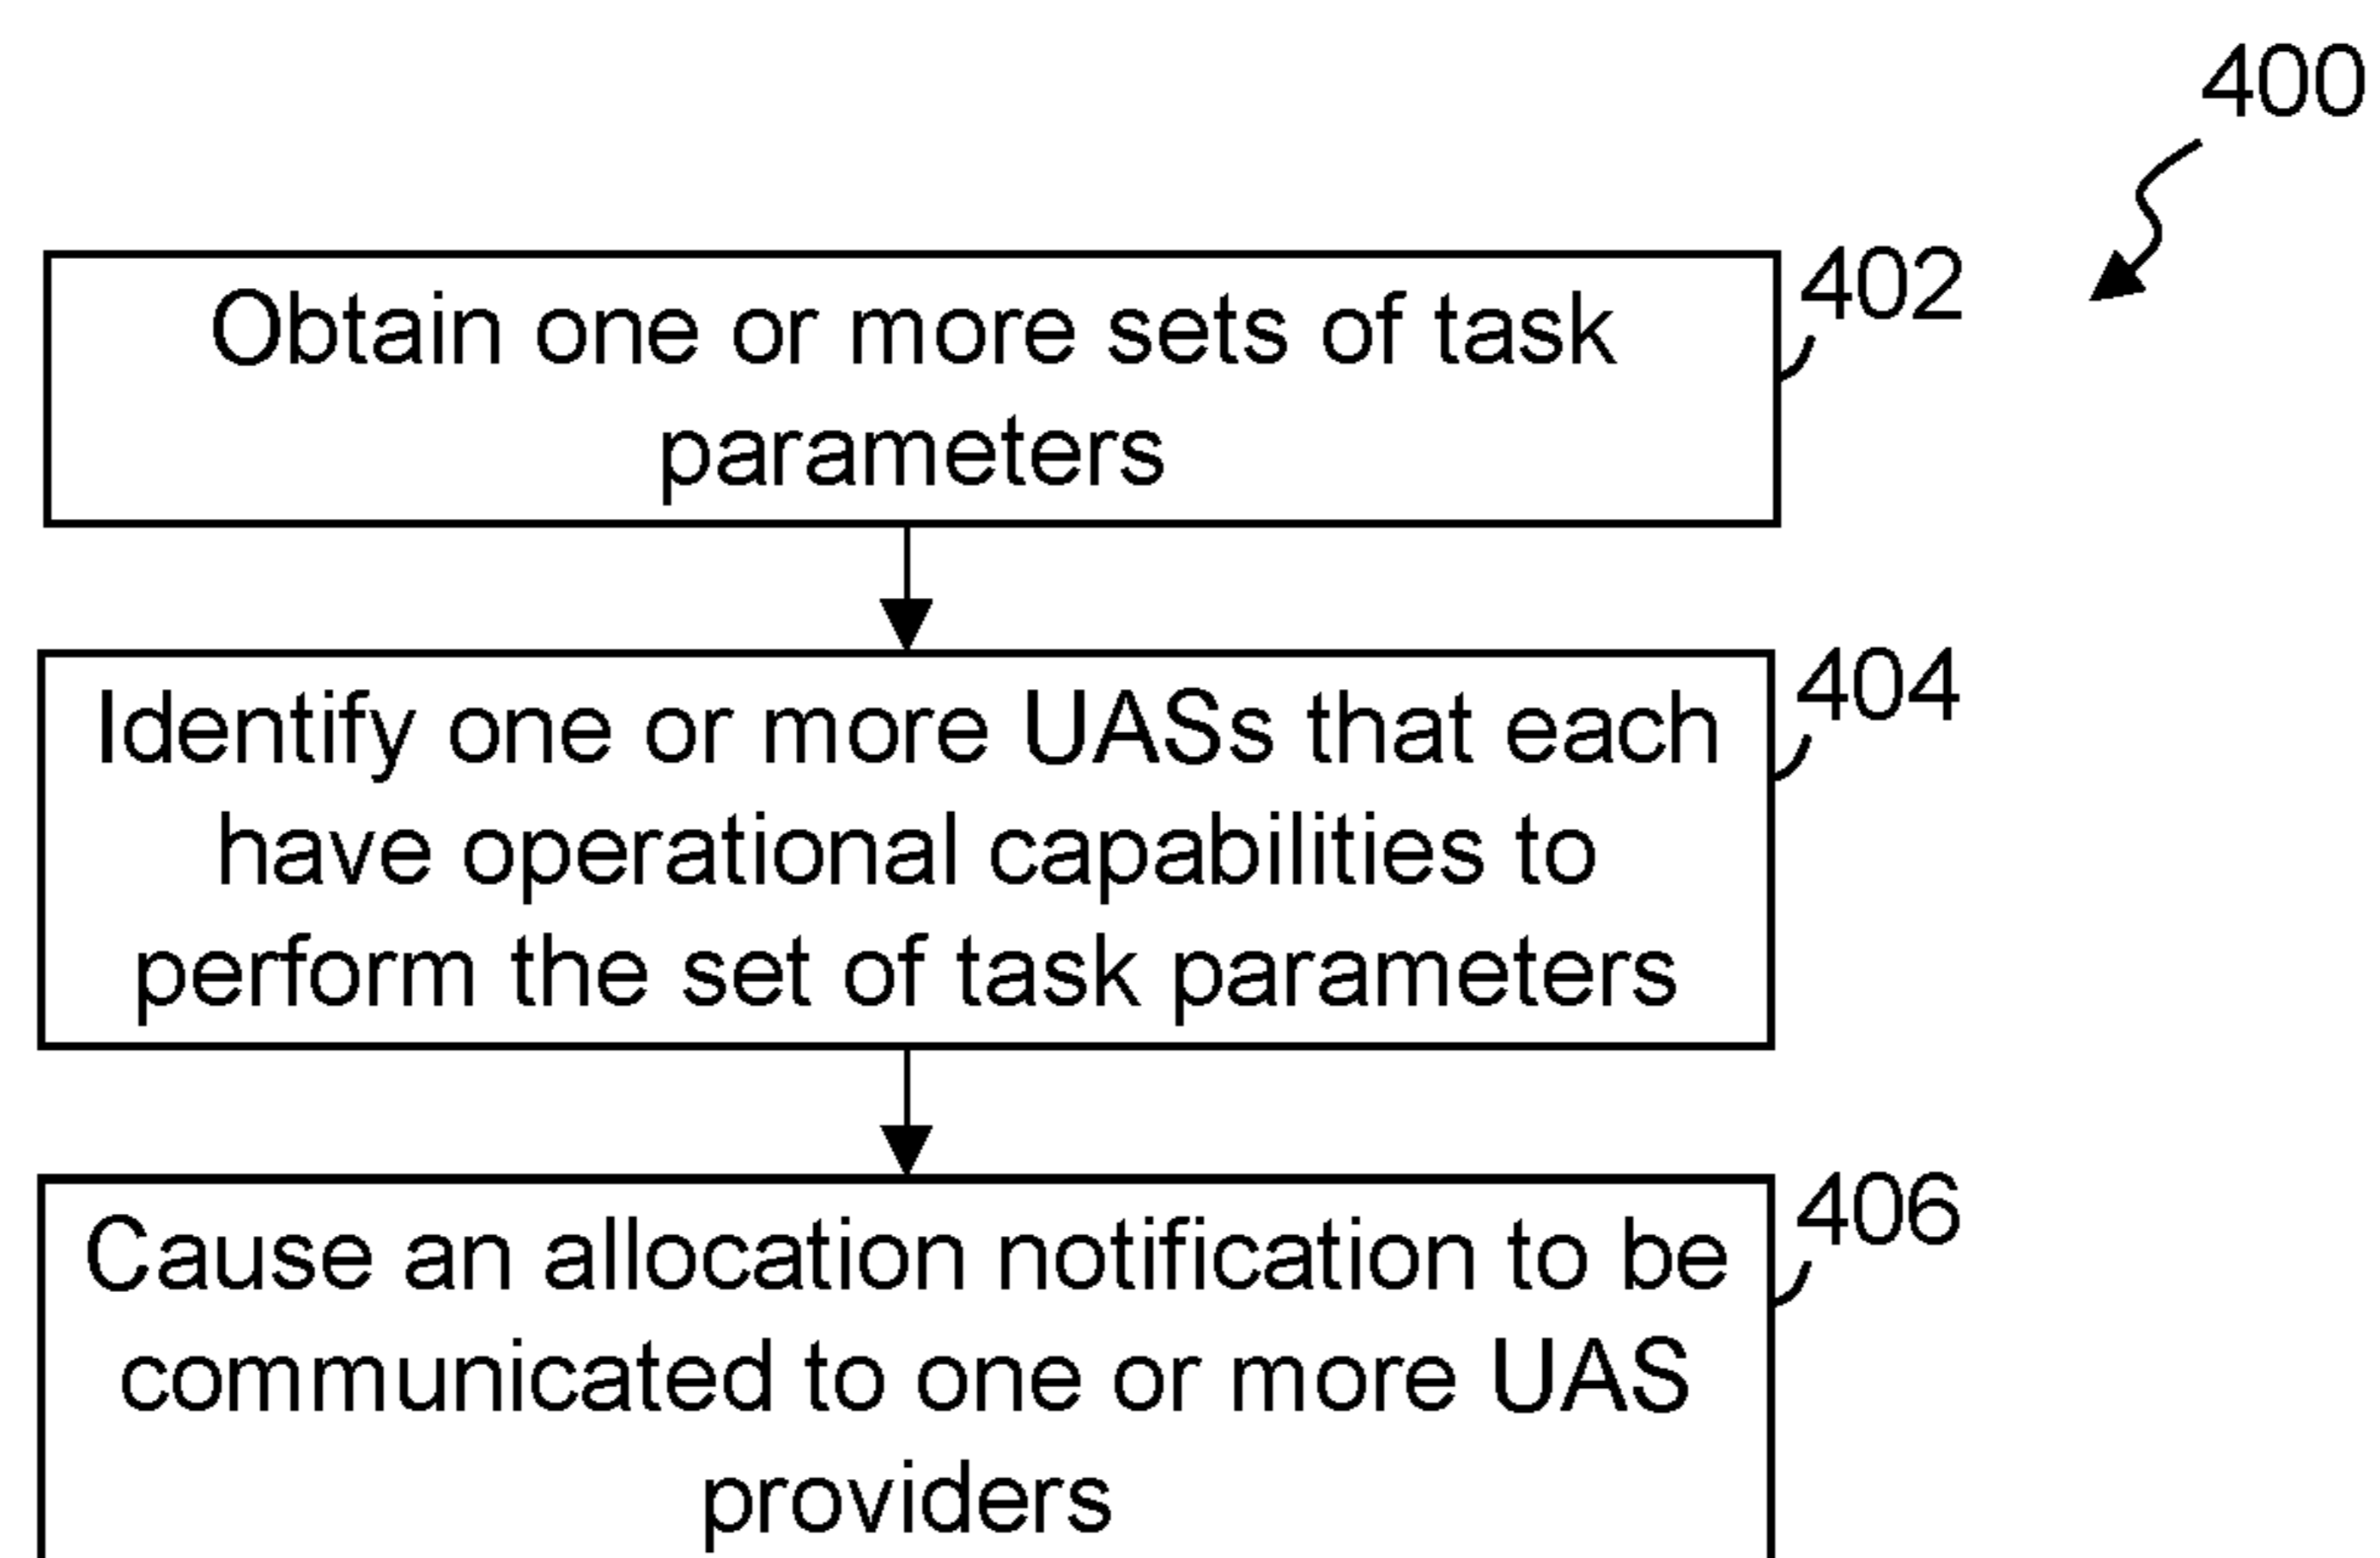 400
402
Obtain one or more sets of task
parameters
404
Identify one or more UASs that each
have operational capabilities to
perform the set of task parameters
406
Cause an allocation notification to be
communicated to one or more UAS
providers